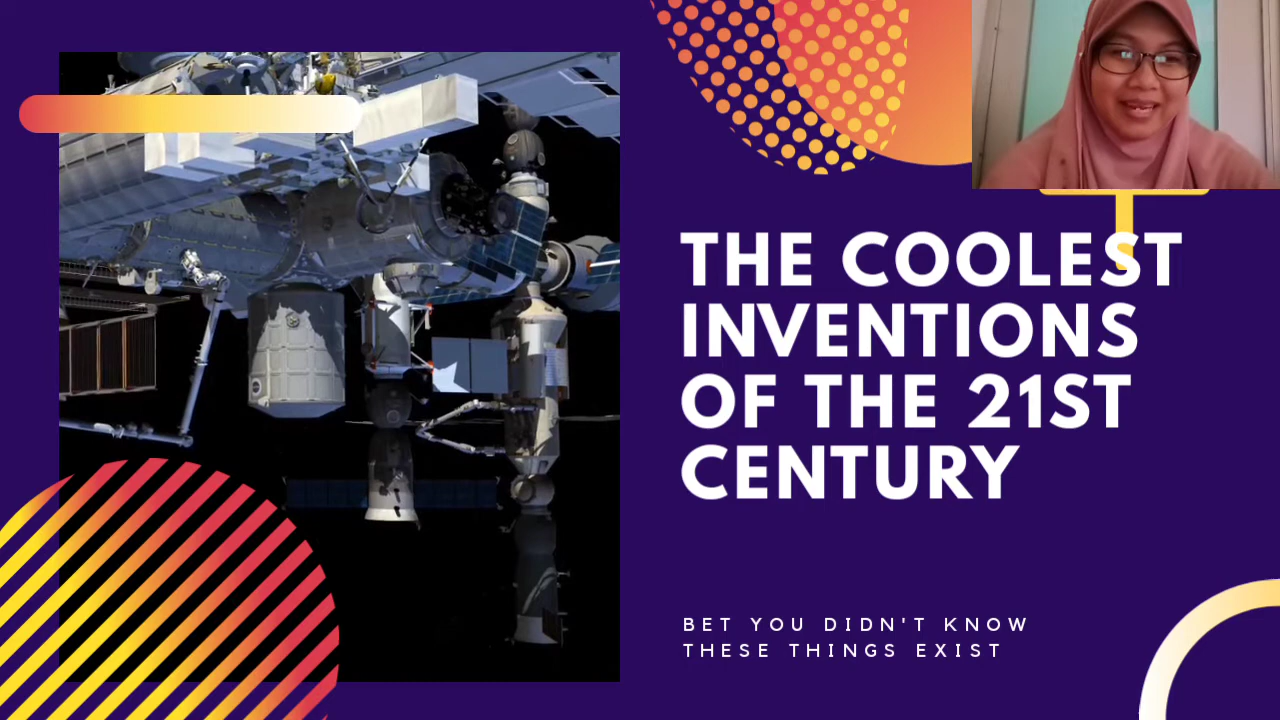 THE COOLEST
INVENTIONS
OF THE 21ST
CENTURY
BET YOU DIDN'T KNOW
THESE THINGS EXIST